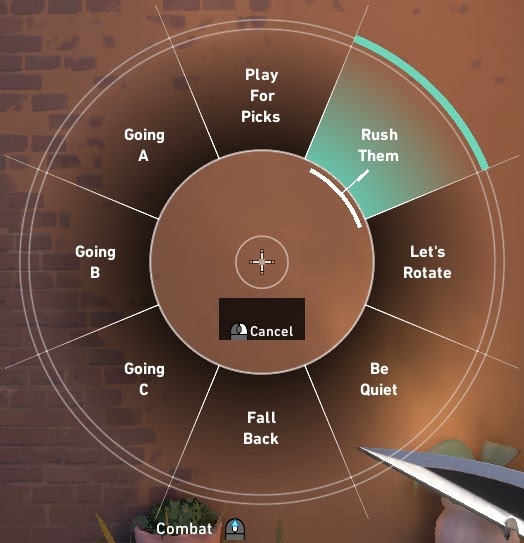 Play
For
Picks
Rush
Them
Let's
Rotate
Be
Quiet
Fall
Back
Going
C
Going
B
Going
A
Cancel
Combat